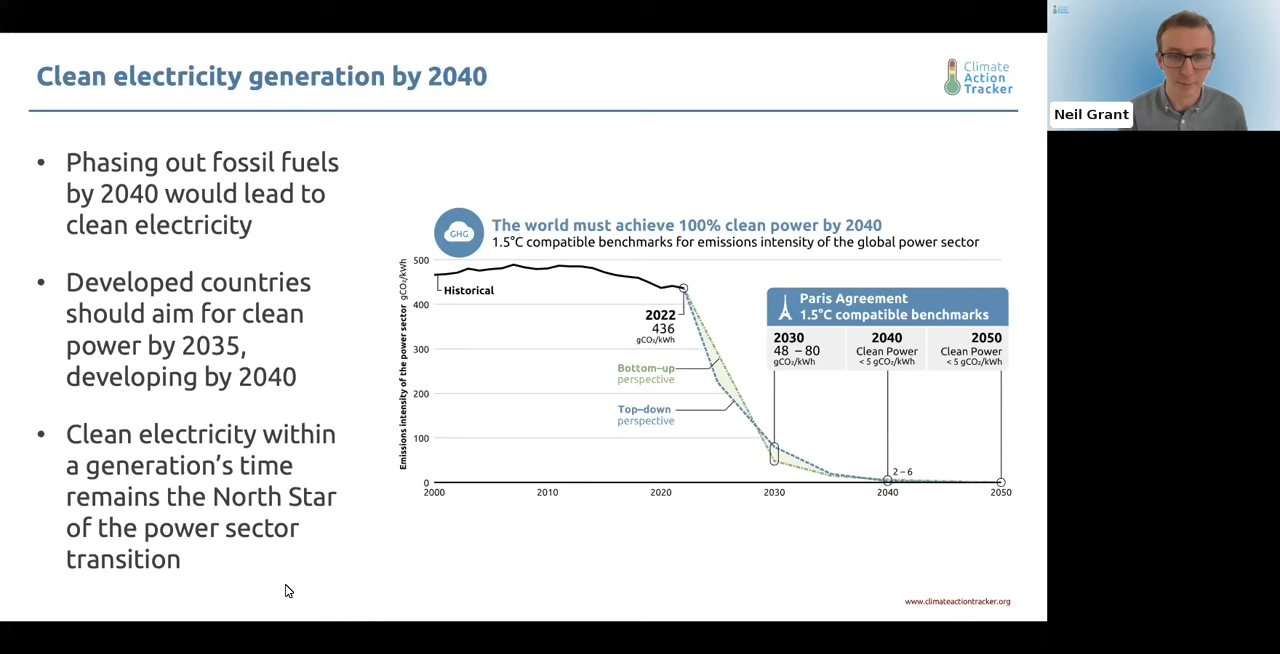 Clean electricity generation by 2040
Climate
Action
Tracker
Neil Grant
• Phasing out fossil fuels
by 2040 would lead to
clean electricity
• Developed countries
should aim for clean
power by 2035,
developing by 2040
• Clean electricity within
a generation's time
remains the North Star
of the power sector
transition
GHG
The world must achieve 100% clean power by 2040
1.5°C compatible benchmarks for emissions intensity of the global power sector
Emissions intensity of the power sector gCO₂/kWh
500
400
300
200
100
0
Historical
2022
436
gCO₂/kWh
Bottom–up
perspective
Top–down
perspective
Paris Agreement
1.5°C compatible benchmarks
2030
48 – 80
gCO₂/kWh
2040
Clean Power
< 5 gCO₂/kWh
2050
Clean Power
< 5 gCO₂/kWh
2 – 6
2000
2010
2020
2030
2040
2050
www.climateactiontracker.org